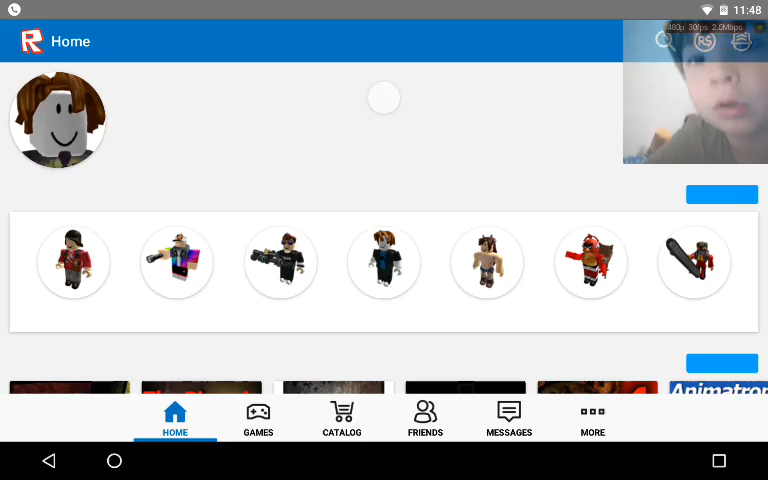 11:48
R Home
480p 30fps 2.0Mbps
R$
Animatron
HOME GAMES CATALOG FRIENDS MESSAGES MORE